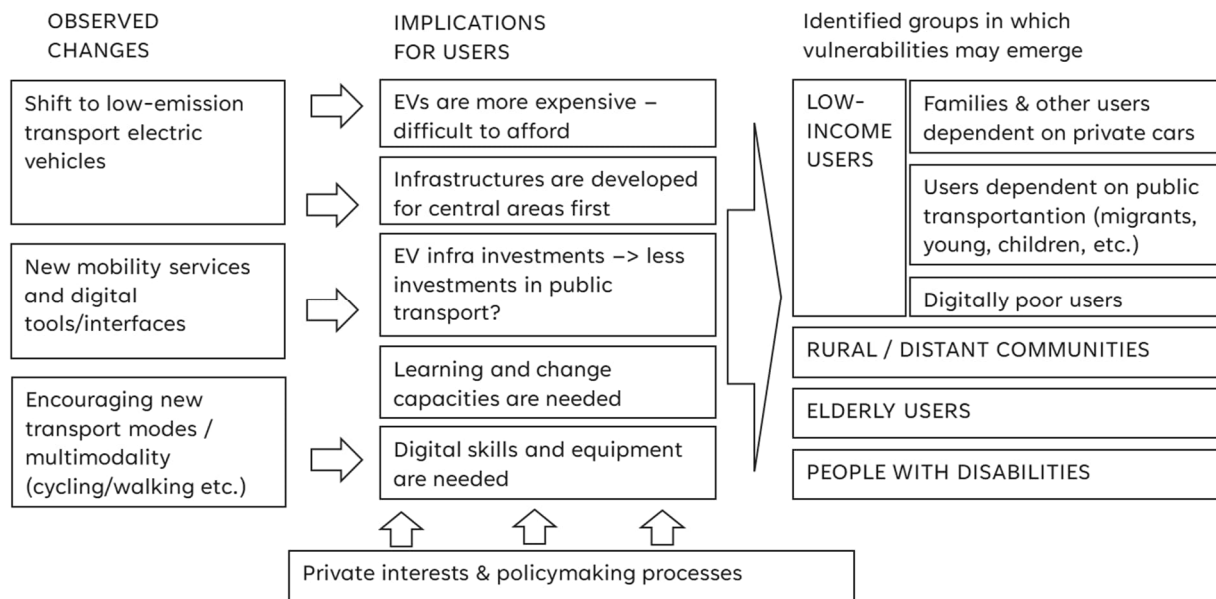 OBSERVED
CHANGES
Shift to low-emission
transport electric
vehicles
New mobility services
and digital
tools/interfaces
Encouraging new
transport modes /
multimodality
(cycling/walking etc.)
IMPLICATIONS
FOR USERS
EVs are more expensive –
difficult to afford
Infrastructures are developed
for central areas first
EV infra investments –> less
investments in public
transport?
Learning and change
capacities are needed
Digital skills and equipment
are needed
Private interests & policymaking processes
Identified groups in which
vulnerabilities may emerge
LOW-
INCOME
USERS
Families & other users
dependent on private cars
Users dependent on public
transportantion (migrants,
young, children, etc.)
Digitally poor users
RURAL / DISTANT COMMUNITIES
ELDERLY USERS
PEOPLE WITH DISABILITIES